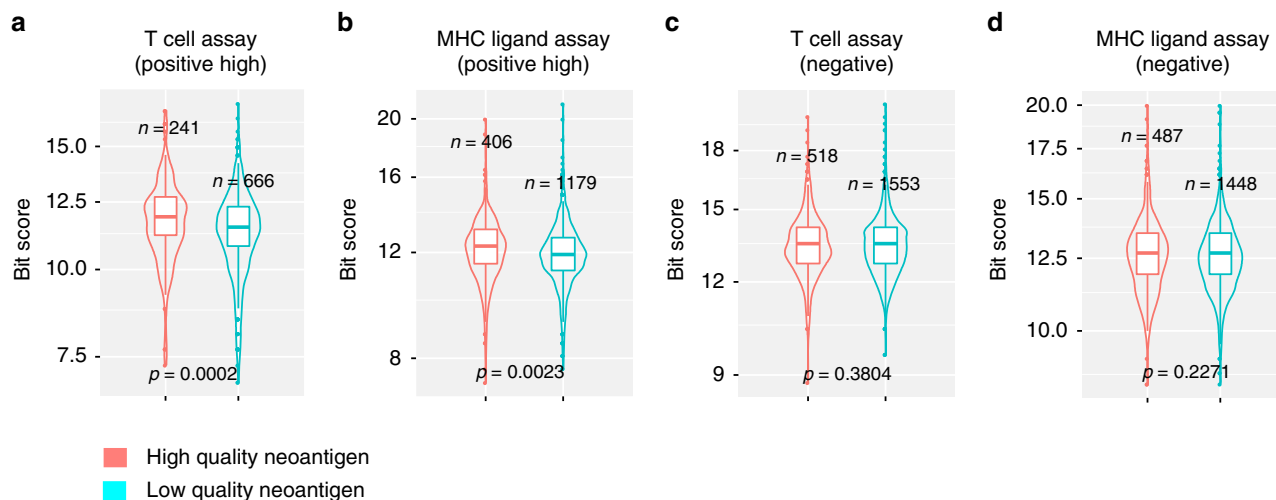 a
T cell assay
(positive high)
Bit score
15.0
12.5
10.0
7.5
n = 241
n = 666
p = 0.0002
b
MHC ligand assay
(positive high)
Bit score
20
16
12
8
n = 406
n = 1179
p = 0.0023
c
T cell assay
(negative)
Bit score
18
15
12
9
n = 518
n = 1553
p = 0.3804
d
MHC ligand assay
(negative)
Bit score
20.0
17.5
15.0
12.5
10.0
n = 487
n = 1448
p = 0.2271
High quality neoantigen
Low quality neoantigen